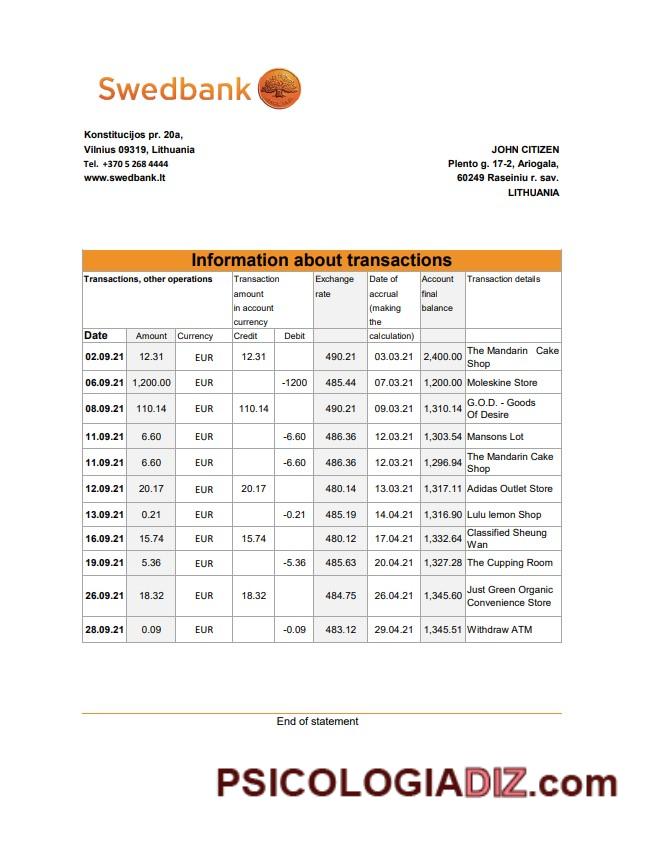 Swedbank
Konstitucijos pr. 20a,
Vilnius 09319, Lithuania
Tel. +370 5 268 4444
www.swedbank.lt
JOHN CITIZEN
Plento g. 17-2, Ariogala,
60249 Raseiniu r. sav.
LITHUANIA
Information about transactions
Transactions, other operations
Transaction
amount
in account
currency
Exchange
rate
Date of
accrual
(making
the
calculation)
Account
final
balance
Transaction details
Date Amount Currency Credit Debit
02.09.21 12.31 EUR 12.31 490.21 03.03.21 2,400.00 The Mandarin Cake
Shop
06.09.21 1,200.00 EUR -1200 485.44 07.03.21 1,200.00 Moleskine Store
08.09.21 110.14 EUR 110.14 490.21 09.03.21 1,310.14 G.O.D. - Goods
Of Desire
11.09.21 6.60 EUR -6.60 486.36 12.03.21 1,303.54 Mansons Lot
11.09.21 6.60 EUR -6.60 486.36 12.03.21 1,296.94 The Mandarin Cake
Shop
12.09.21 20.17 EUR 20.17 480.14 13.03.21 1,317.11 Adidas Outlet Store
13.09.21 0.21 EUR -0.21 485.19 14.04.21 1,316.90 Lulu lemon Shop
16.09.21 15.74 EUR 15.74 480.12 17.04.21 1,332.64 Classified Sheung
Wan
19.09.21 5.36 EUR -5.36 485.63 20.04.21 1,327.28 The Cupping Room
26.09.21 18.32 EUR 18.32 484.75 26.04.21 1,345.60 Just Green Organic
Convenience Store
28.09.21 0.09 EUR -0.09 483.12 29.04.21 1,345.51 Withdraw ATM
End of statement
PSICOLOGIADIZ.com